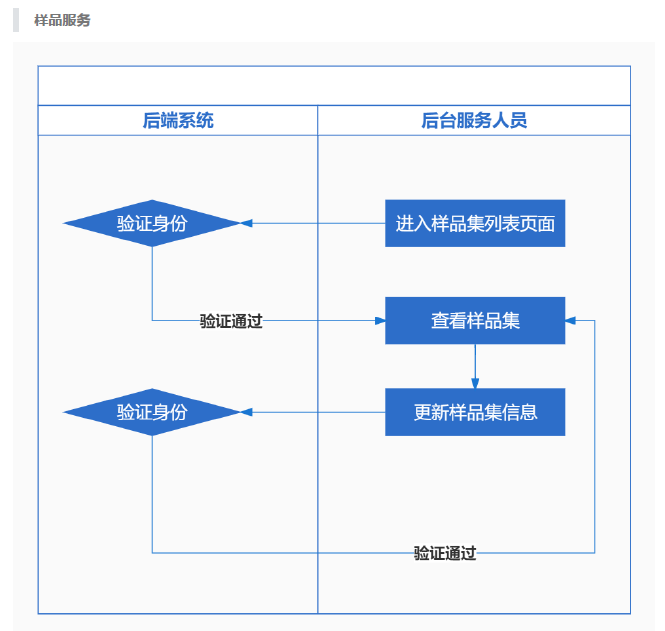 样品服务
后端系统
后台服务人员
验证身份
进入样品集列表页面
验证通过
查看样品集
验证身份
更新样品集信息
验证通过